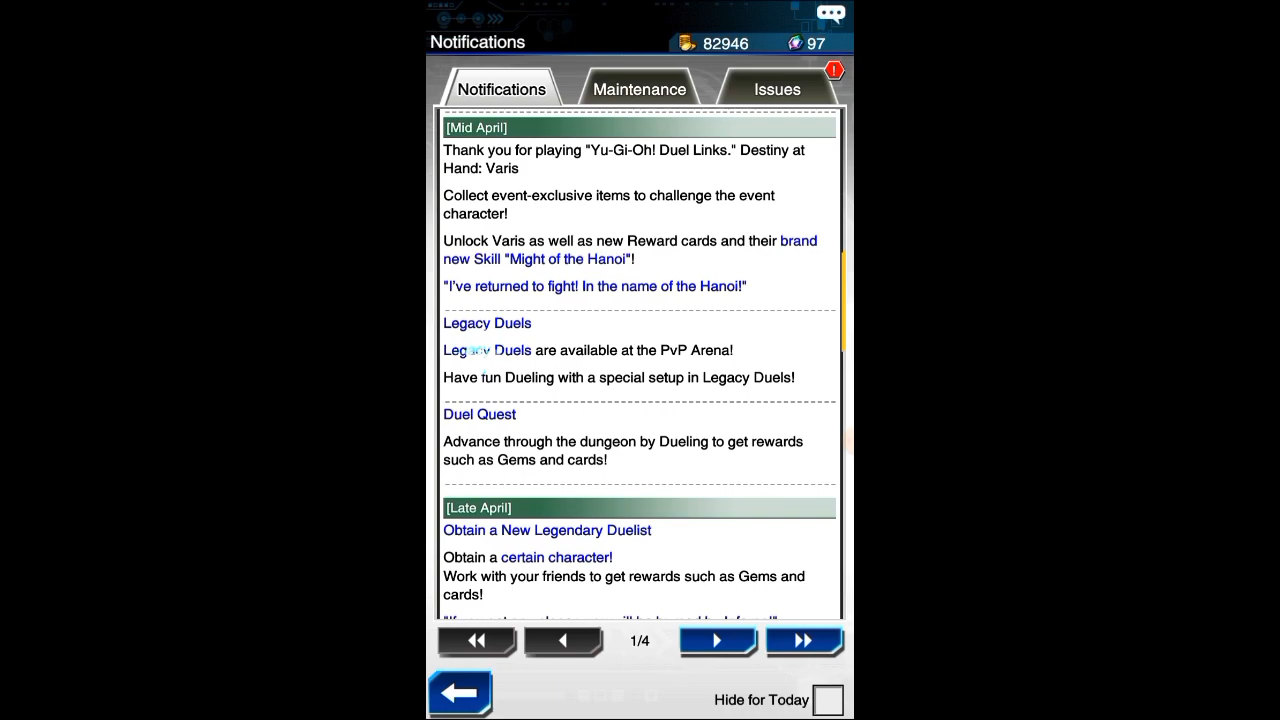 Notifications
82946
97
Notifications
Maintenance
Issues
[Mid April]
Thank you for playing "Yu-Gi-Oh! Duel Links." Destiny at
Hand: Varis
Collect event-exclusive items to challenge the event
character!
Unlock Varis as well as new Reward cards and their brand
new Skill "Might of the Hanoi"!
"I've returned to fight! In the name of the Hanoi!"
Legacy Duels
Legacy Duels are available at the PvP Arena!
Have fun Dueling with a special setup in Legacy Duels!
Duel Quest
Advance through the dungeon by Dueling to get rewards
such as Gems and cards!
[Late April]
Obtain a New Legendary Duelist
Obtain a certain character!
Work with your friends to get rewards such as Gems and
cards!
1/4
Hide for Today